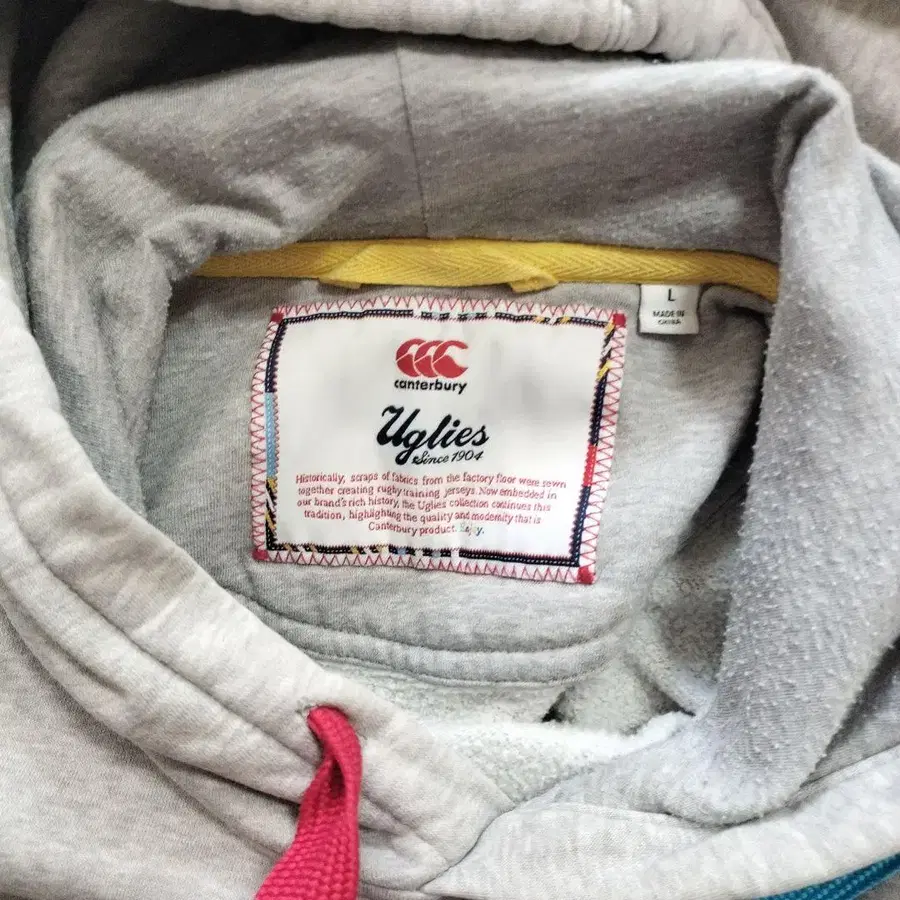 L
MADE IN
CHINA
canterbury
Uglies
Since 1904
Historically, scraps of fabrics from the factory floor were sewn
together creating rugby training jerseys. Now embedded in
our brand's rich history, the Uglies collection continues this
tradition, highlighting the quality and modernity that is
Canterbury product. Enjoy.